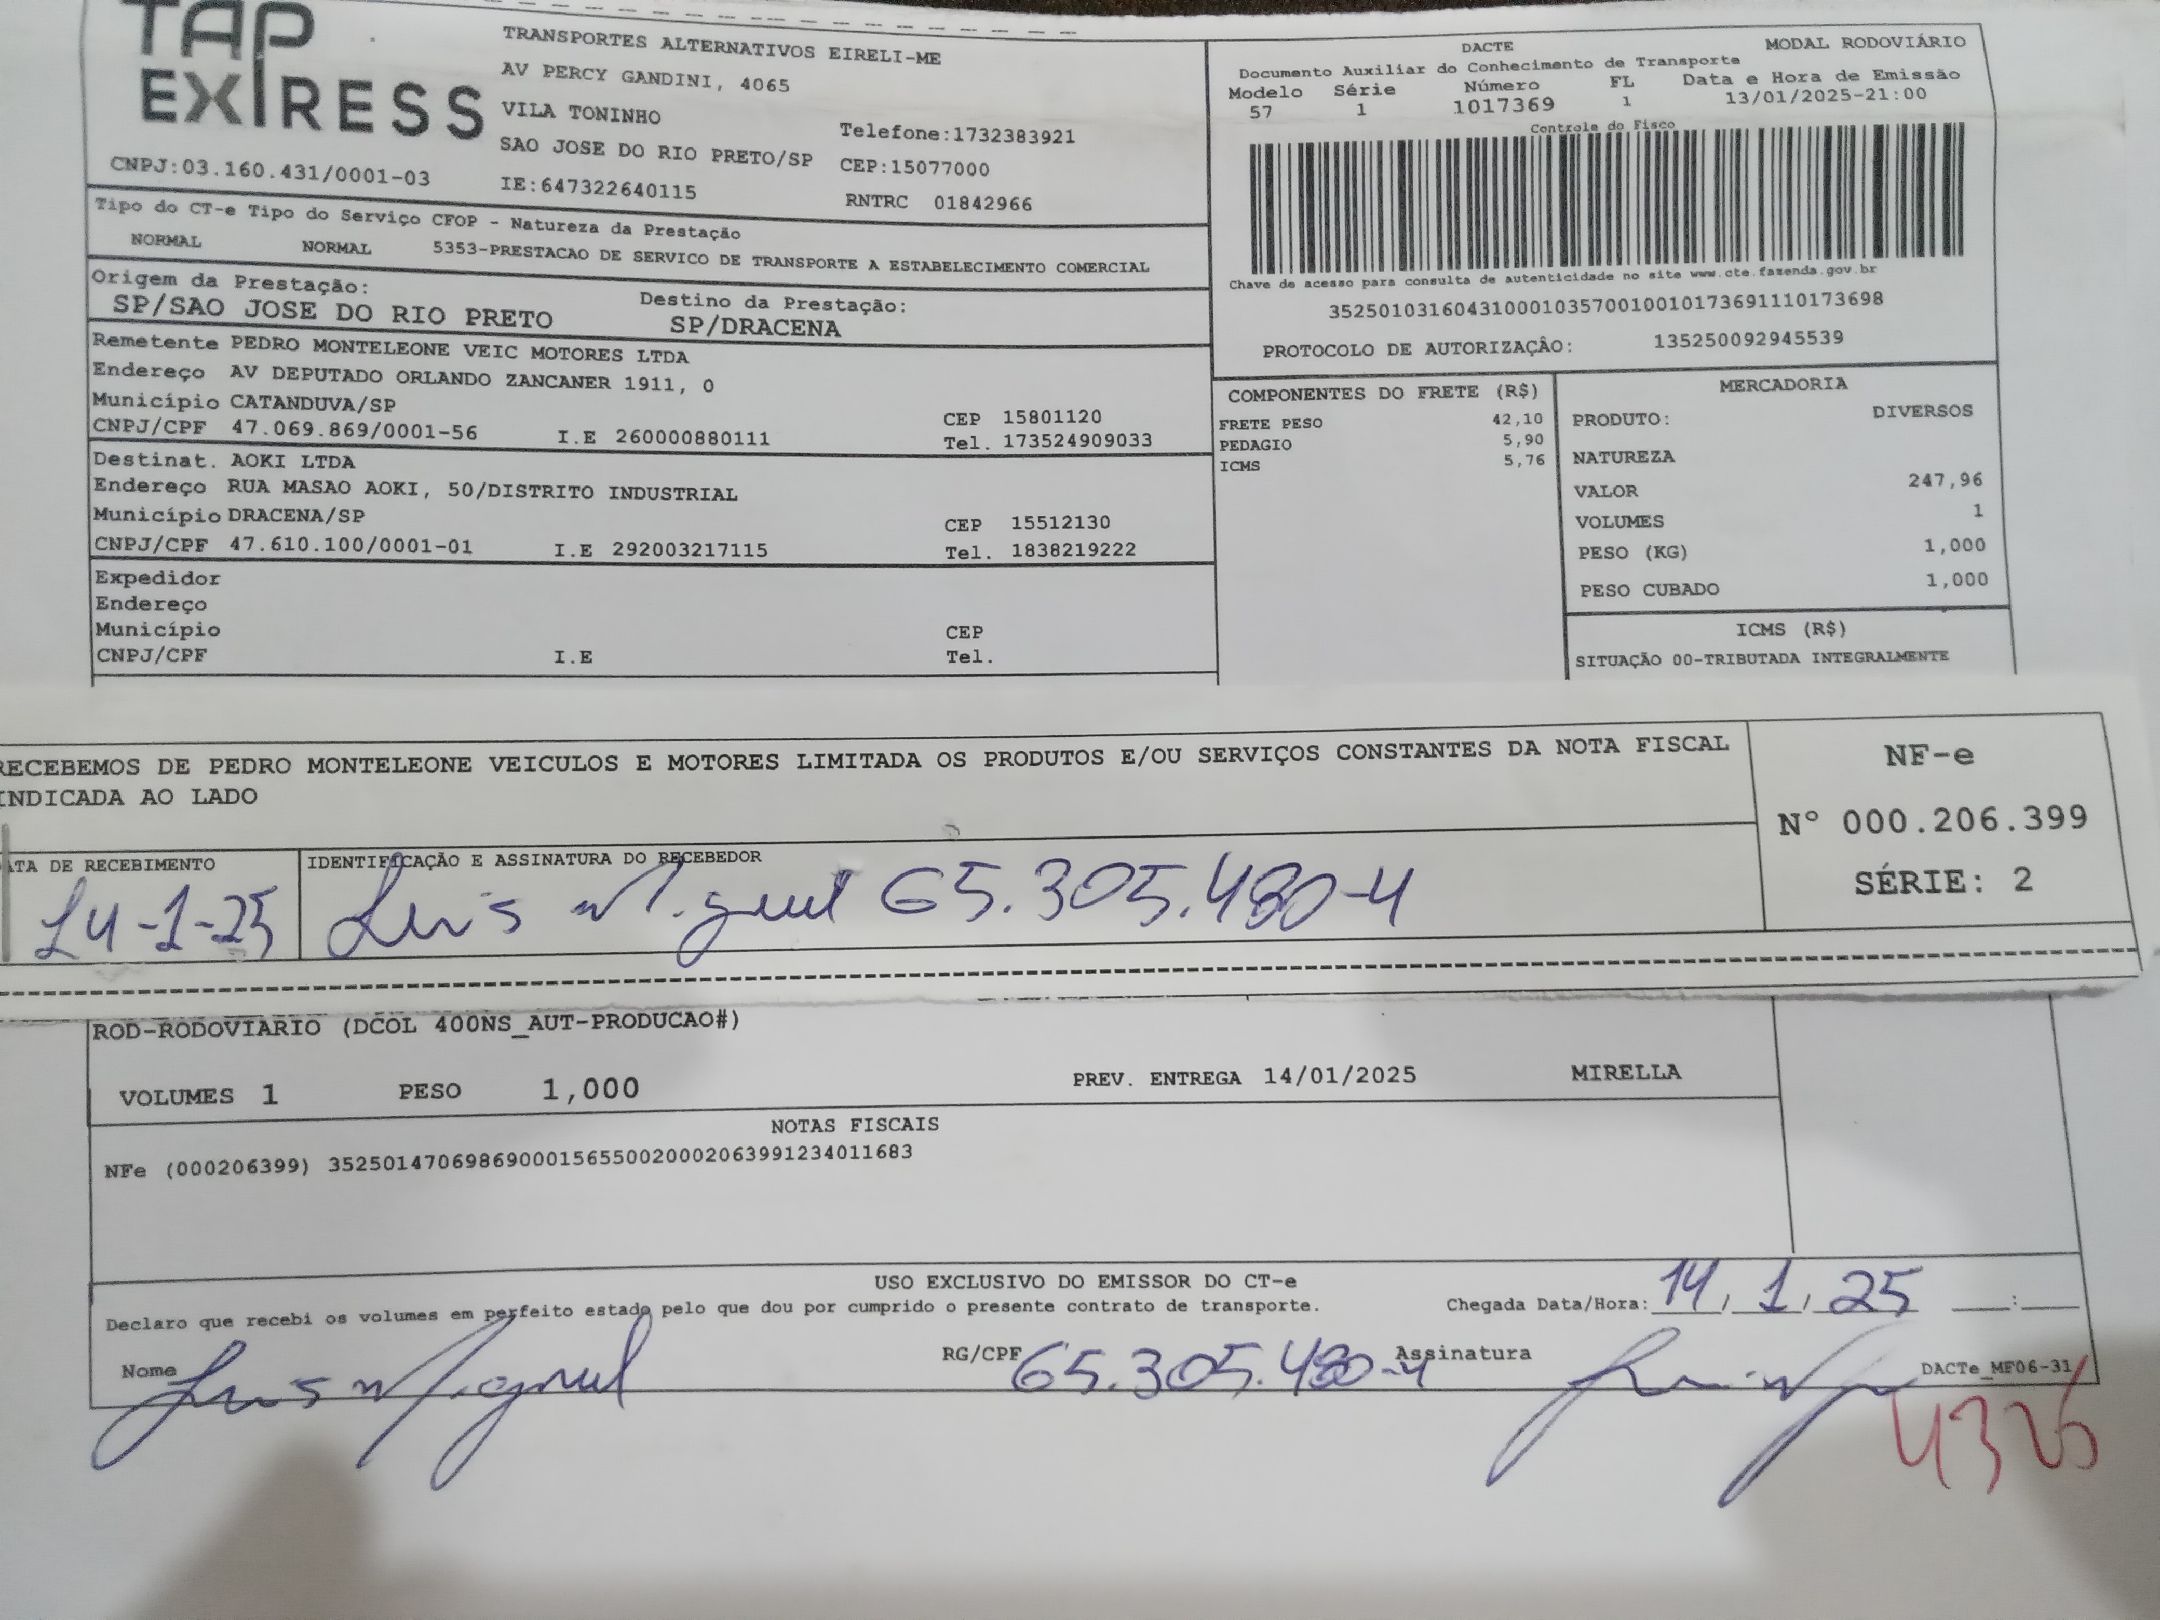 TAP
EXPRESS
CNPJ:03.160.431/0001-03
TRANSPORTES ALTERNATIVOS EIRELI-ME
AV PERCY GANDINI, 4065
VILA TONINHO
SAO JOSE DO RIO PRETO/SP
IE:647322640115
Telefone:1732383921
CEP:15077000
RNTRC 01842966
DACTE MODAL RODOVIÁRIO
Documento Auxiliar do Conhecimento de Transporte
Modelo Série Número FL Data e Hora de Emissão
57 1 1017369 1 13/01/2025-21:00
Controle do Fisco
Chave de acesso para consulta de autenticidade no site www.cte.fazenda.gov.br
35250103160431000103570010010173691110173698
PROTOCOLO DE AUTORIZAÇÂO: 135250092945539
Tipo do CT-e Tipo do Serviço CFOP - Natureza da Prestação
NORMAL NORMAL 5353-PRESTACAO DE SERVICO DE TRANSPORTE A ESTABELECIMENTO COMERCIAL
Origem da Prestação: Destino da Prestação:
SP/SAO JOSE DO RIO PRETO SP/DRACENA
Remetente PEDRO MONTELEONE VEIC MOTORES LTDA
Endereço AV DEPUTADO ORLANDO ZANCANER 1911, 0
Município CATANDUVA/SP CEP 15801120
CNPJ/CPF 47.069.869/0001-56 I.E 260000880111 Tel. 173524909033
Destinat. AOKI LTDA
Endereço RUA MASAO AOKI, 50/DISTRITO INDUSTRIAL
Município DRACENA/SP CEP 15512130
CNPJ/CPF 47.610.100/0001-01 I.E 292003217115 Tel. 1838219222
Expedidor
Endereço
Município CEP
CNPJ/CPF I.E Tel.
COMPONENTES DO FRETE (R$)
FRETE PESO 42,10
PEDAGIO 5,90
ICMS 5,76
MERCADORIA
PRODUTO: DIVERSOS
NATUREZA
VALOR 247,96
VOLUMES 1
PESO (KG) 1,000
PESO CUBADO 1,000
ICMS (R$)
SITUAÇÃO 00-TRIBUTADA INTEGRALMENTE
RECEBEMOS DE PEDRO MONTELEONE VEICULOS E MOTORES LIMITADA OS PRODUTOS E/OU SERVIÇOS CONSTANTES DA NOTA FISCAL
INDICADA AO LADO
NF-e
Nº 000.206.399
SÉRIE: 2
ATA DE RECEBIMENTO IDENTIFICAÇÃO E ASSINATURA DO RECEBEDOR
14-1-25 Luis Miguel 65.305.480-4
ROD-RODOVIARIO (DCOL 400NS_AUT-PRODUCAO#)
VOLUMES 1 PESO 1,000 PREV. ENTREGA 14/01/2025 MIRELLA
NOTAS FISCAIS
NFe (000206399) 35250147069869000156550020002063991234011683
USO EXCLUSIVO DO EMISSOR DO CT-e
Declaro que recebi os volumes em perfeito estado pelo que dou por cumprido o presente contrato de transporte. Chegada Data/Hora: 14/1/25 __:__
Nome Luis Miguel RG/CPF 65.305.480-4 Assinatura
DACTe_MF06-31